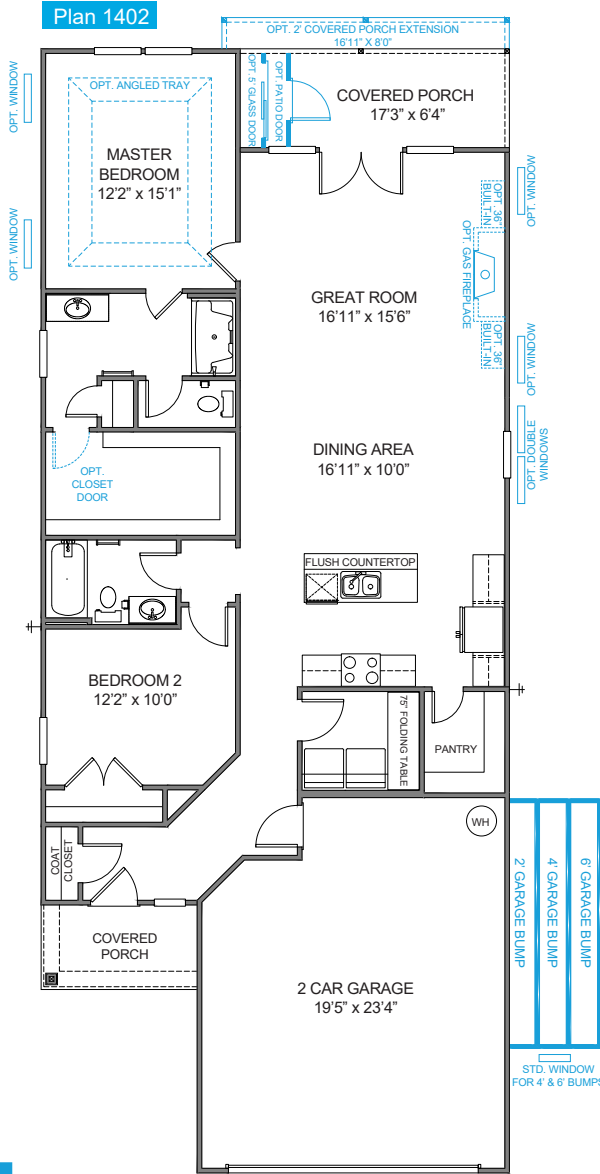 Plan 1402
OPT. 2' COVERED PORCH EXTENSION
16'11" X 8'0"
OPT. WINDOW
OPT. ANGLED TRAY
OPT. 5' GLASS DOOR
OPT. PATIO DOOR
COVERED PORCH
17'3" x 6'4"
MASTER
BEDROOM
12'2" x 15'1"
OPT. WINDOW
OPT. WINDOW
OPT. 36"
BUILT-IN
OPT. GAS FIREPLACE
GREAT ROOM
16'11" x 15'6"
OPT. 36"
BUILT-IN
OPT. WINDOW
DINING AREA
16'11" x 10'0"
OPT. DOUBLE
WINDOWS
OPT.
CLOSET
DOOR
FLUSH COUNTERTOP
BEDROOM 2
12'2" x 10'0"
75" FOLDING TABLE
PANTRY
WH
COAT
CLOSET
COVERED
PORCH
2 CAR GARAGE
19'5" x 23'4"
2' GARAGE BUMP
4' GARAGE BUMP
6' GARAGE BUMP
STD. WINDOW
FOR 4' & 6' BUMPS